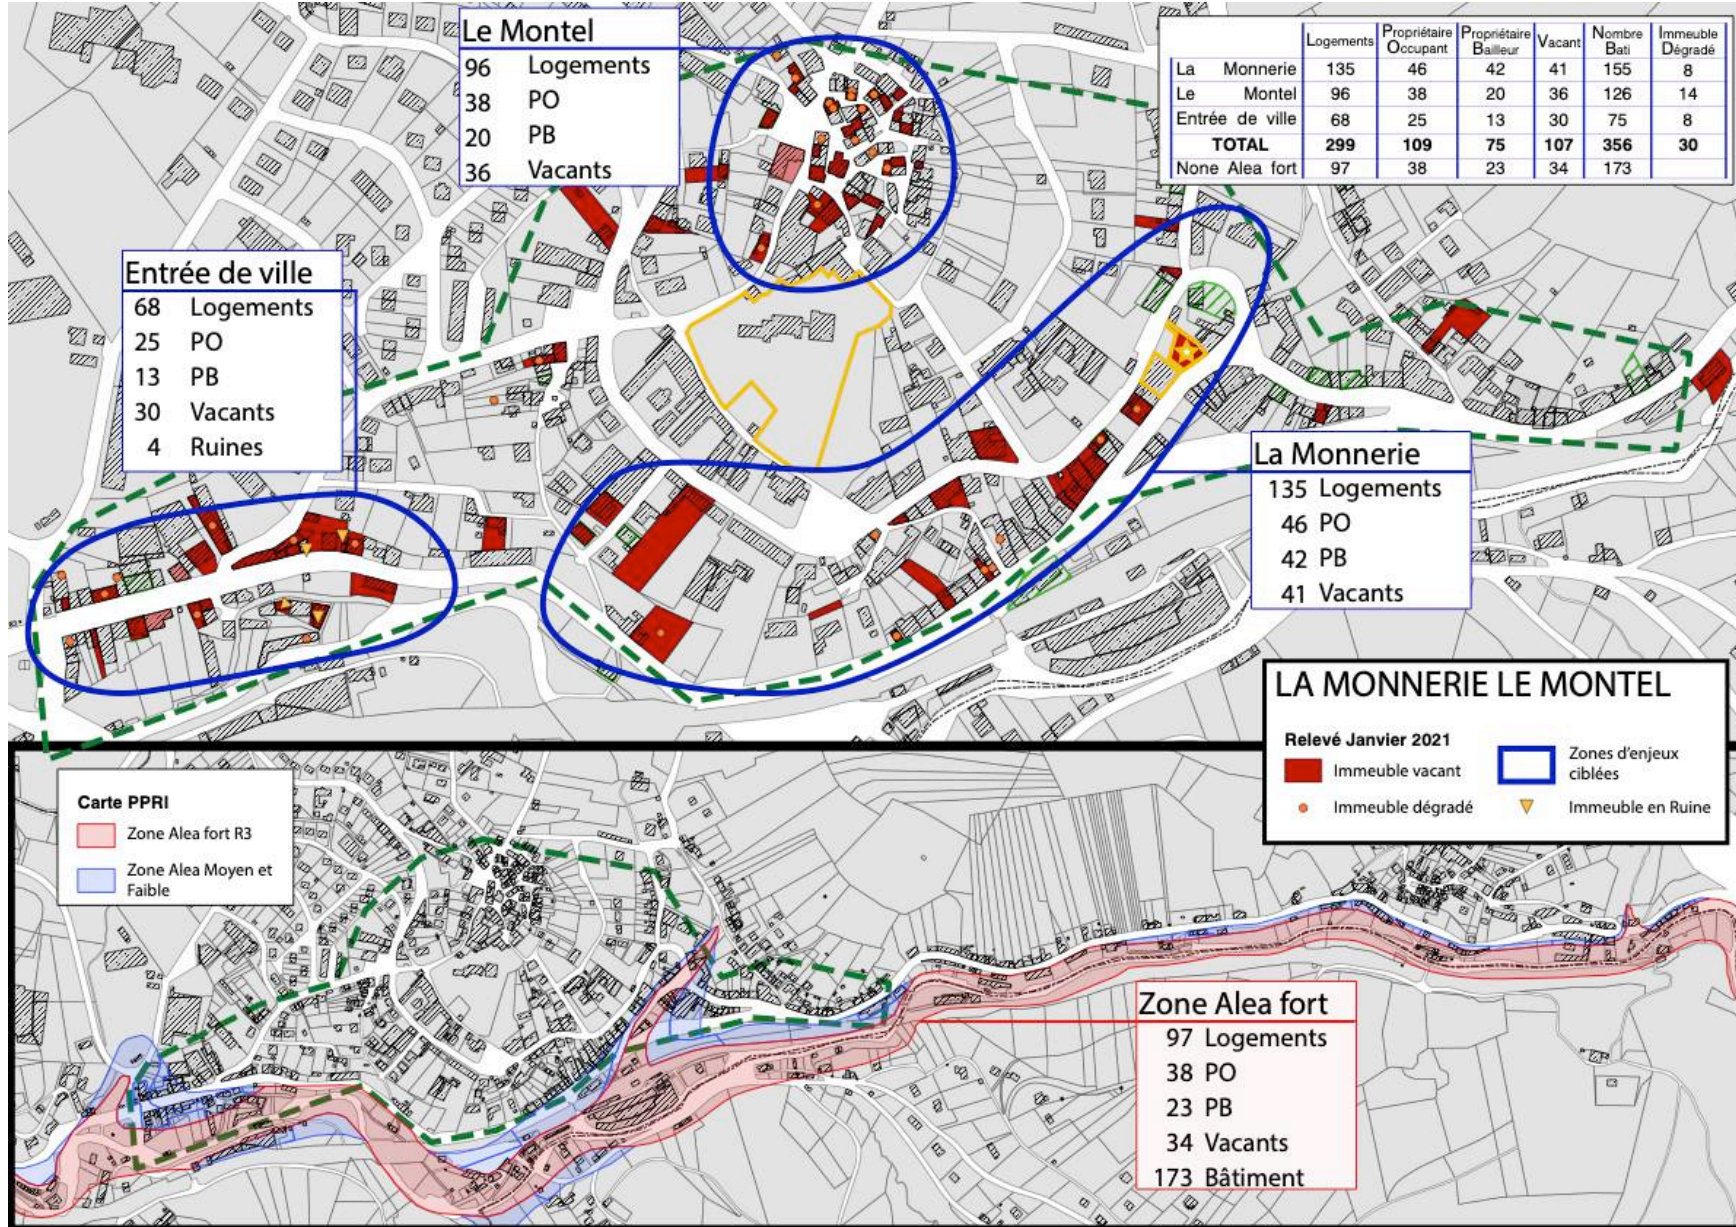 Le Montel
96 Logements
38 PO
20 PB
36 Vacants
Logements Propriétaire Occupant Propriétaire Bailleur Vacant Nombre Bati Immeuble Dégradé
La Monnerie 135 46 42 41 155 8
Le Montel 96 38 20 36 126 14
Entrée de ville 68 25 13 30 75 8
TOTAL 299 109 75 107 356 30
None Alea fort 97 38 23 34 173
Entrée de ville
68 Logements
25 PO
13 PB
30 Vacants
4 Ruines
La Monnerie
135 Logements
46 PO
42 PB
41 Vacants
LA MONNERIE LE MONTEL
Relevé Janvier 2021
Immeuble vacant
Immeuble dégradé
Zones d'enjeux
ciblées
Immeuble en Ruine
Carte PPRI
Zone Alea fort R3
Zone Alea Moyen et
Faible
Zone Alea fort
97 Logements
38 PO
23 PB
34 Vacants
173 Bâtiment